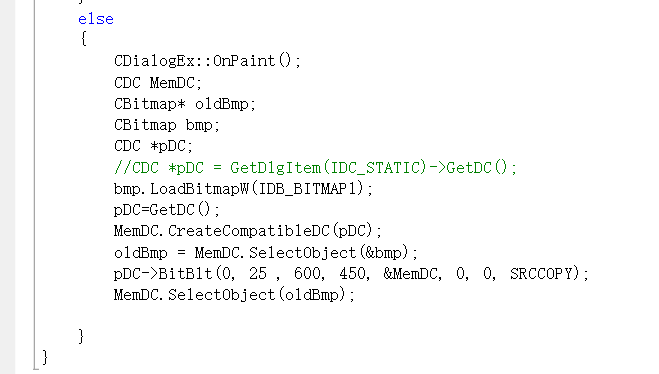 }
else
{
CDialogEx::OnPaint();
CDC MemDC;
CBitmap* oldBmp;
CBitmap bmp;
CDC *pDC;
//CDC *pDC = GetDlgItem(IDC_STATIC)->GetDC();
bmp.LoadBitmapW(IDB_BITMAP1);
pDC=GetDC();
MemDC.CreateCompatibleDC(pDC);
oldBmp = MemDC.SelectObject(&bmp);
pDC->BitBlt(0, 25 , 600, 450, &MemDC, 0, 0, SRCCOPY);
MemDC.SelectObject(oldBmp);
}
}